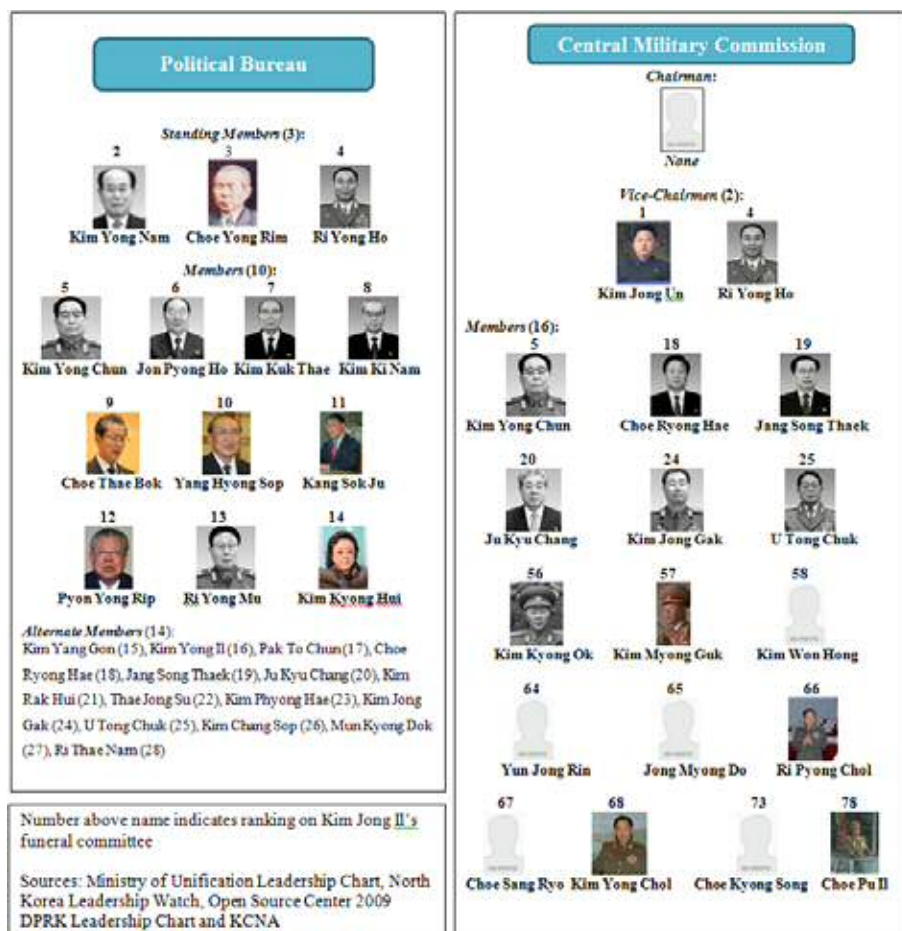 Political Bureau
Standing Members (3):
2 3 4
Kim Yong Nam Choe Yong Rim Ri Yong Ho
Members (10):
5 6 7 8
Kim Yong Chun Jon Pyong Ho Kim Kuk Thae Kim Ki Nam
9 10 11
Choe Thae Bok Yang Hyong Sop Kang Sok Ju
12 13 14
Pyon Yong Rip Ri Yong Mu Kim Kyong Hui
Alternate Members (14):
Kim Yang Gon (15), Kim Yong Il (16), Pak To Chun (17), Choe
Ryong Hae (18), Jang Song Thaek (19), Ju Kyu Chang (20), Kim
Rak Hui (21), Thae Jong Su (22), Kim Phyong Hae (23), Kim Jong
Gak (24), U Tong Chuk (25), Kim Chang Sop (26), Mun Kyong Dok
(27), Ri Thae Nam (28)
Number above name indicates ranking on Kim Jong Il's
funeral committee
Sources: Ministry of Unification Leadership Chart, North
Korea Leadership Watch, Open Source Center 2009
DPRK Leadership Chart and KCNA
Central Military Commission
Chairman:
None
Vice-Chairmen (2):
1 4
Kim Jong Un Ri Yong Ho
Members (16):
5 18 19
Kim Yong Chun Choe Ryong Hae Jang Song Thaek
20 24 25
Ju Kyu Chang Kim Jong Gak U Tong Chuk
56 57 58
Kim Kyong Ok Kim Myong Guk Kim Won Hong
64 65 66
Yun Jong Rin Jong Myong Do Ri Pyong Chol
67 68 73 78
Choe Sang Ryo Kim Yong Chol Choe Kyong Song Choe Pu Il